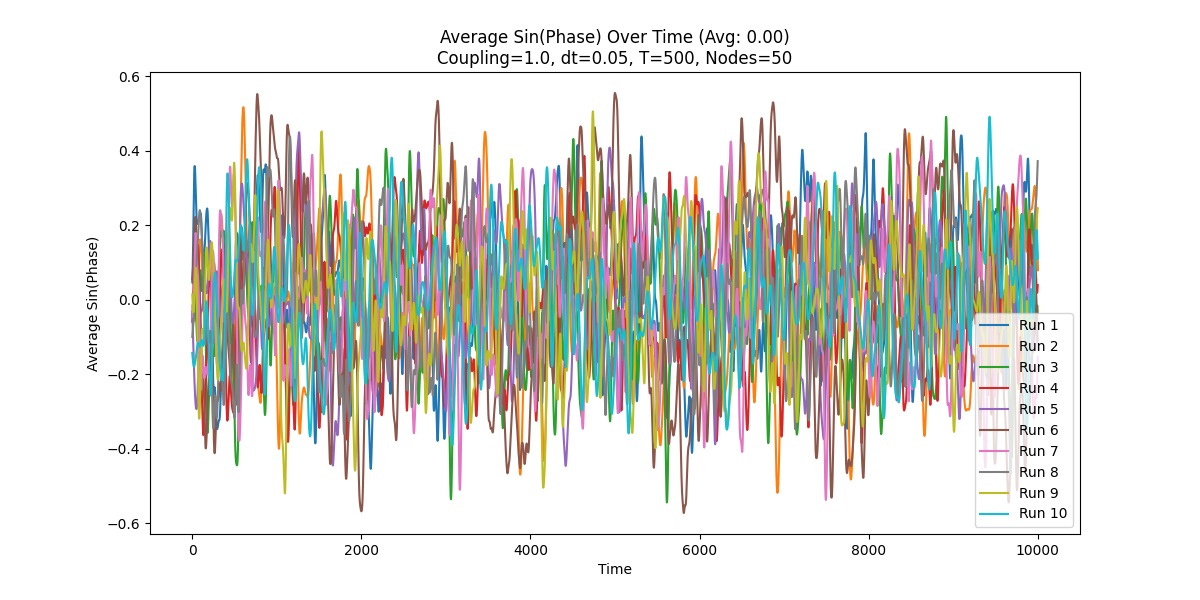 Average Sin(Phase) Over Time (Avg: 0.00)
Coupling=1.0, dt=0.05, T=500, Nodes=50
Average Sin(Phase)
0.6
0.4
0.2
0.0
−0.2
−0.4
−0.6
Run 1
Run 2
Run 3
Run 4
Run 5
Run 6
Run 7
Run 8
Run 9
Run 10
0 2000 4000 6000 8000 10000
Time